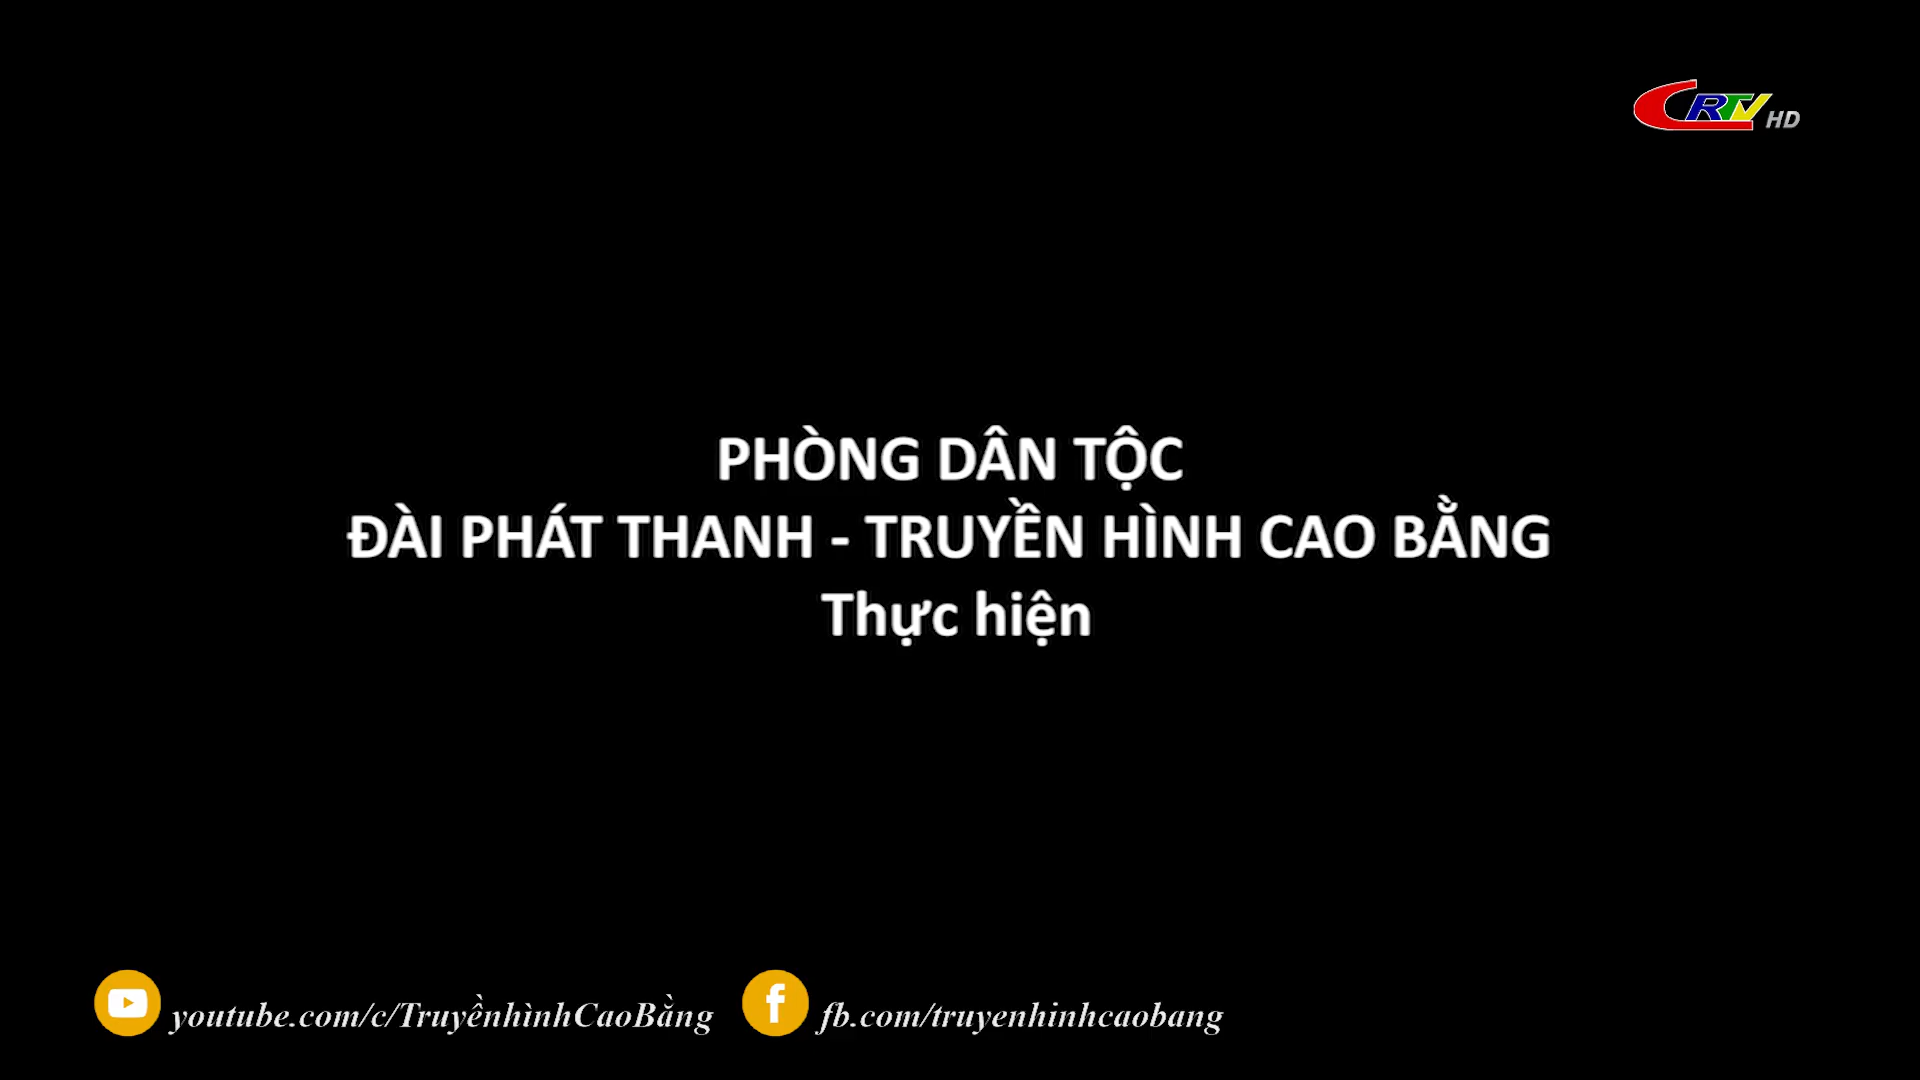 CRTV HD
PHÒNG DÂN TỘC
ĐÀI PHÁT THANH - TRUYỀN HÌNH CAO BẰNG
Thực hiện
youtube.com/c/TruyềnhìnhCaoBằng fb.com/truyenhinhcaobang